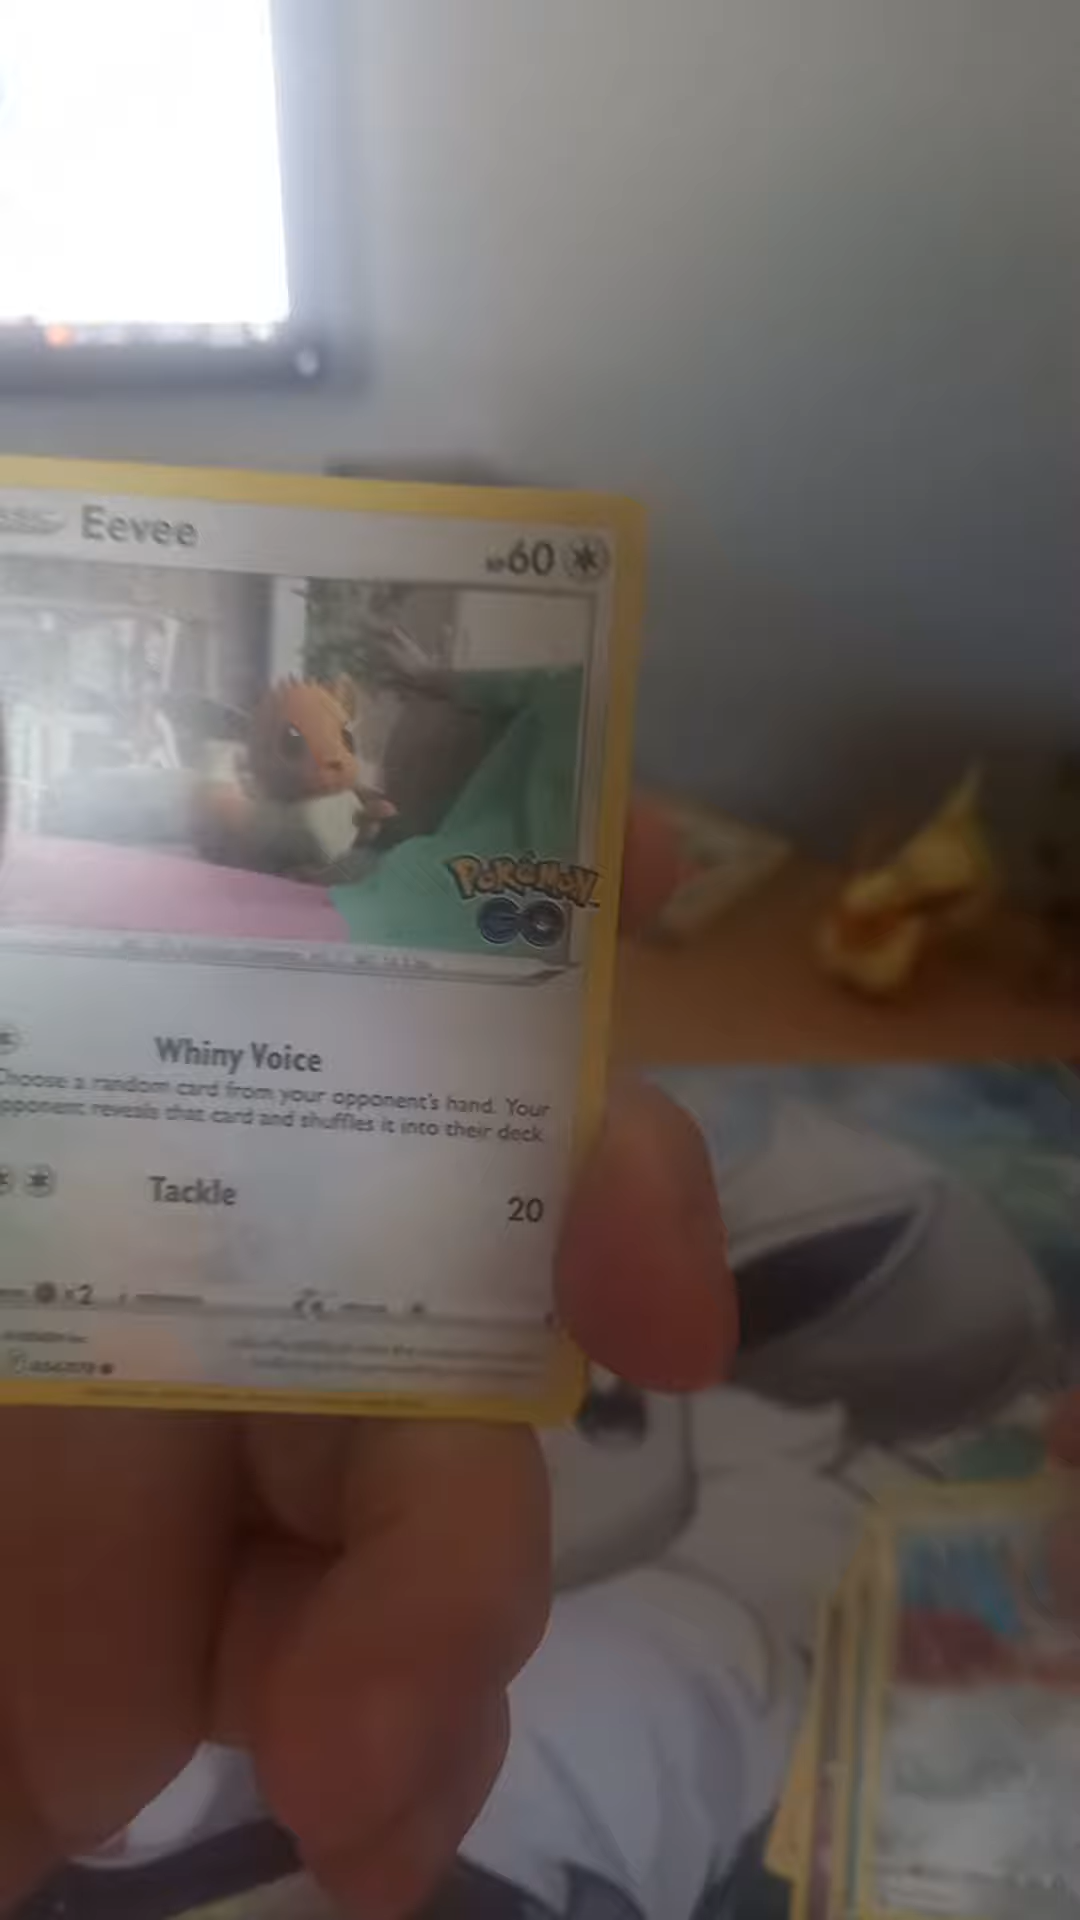 Eevee
HP60
POKÉMON
GO
Whiny Voice
Choose a random card from your opponent's hand. Your
opponent reveals that card and shuffles it into their deck.
Tackle
20
×2